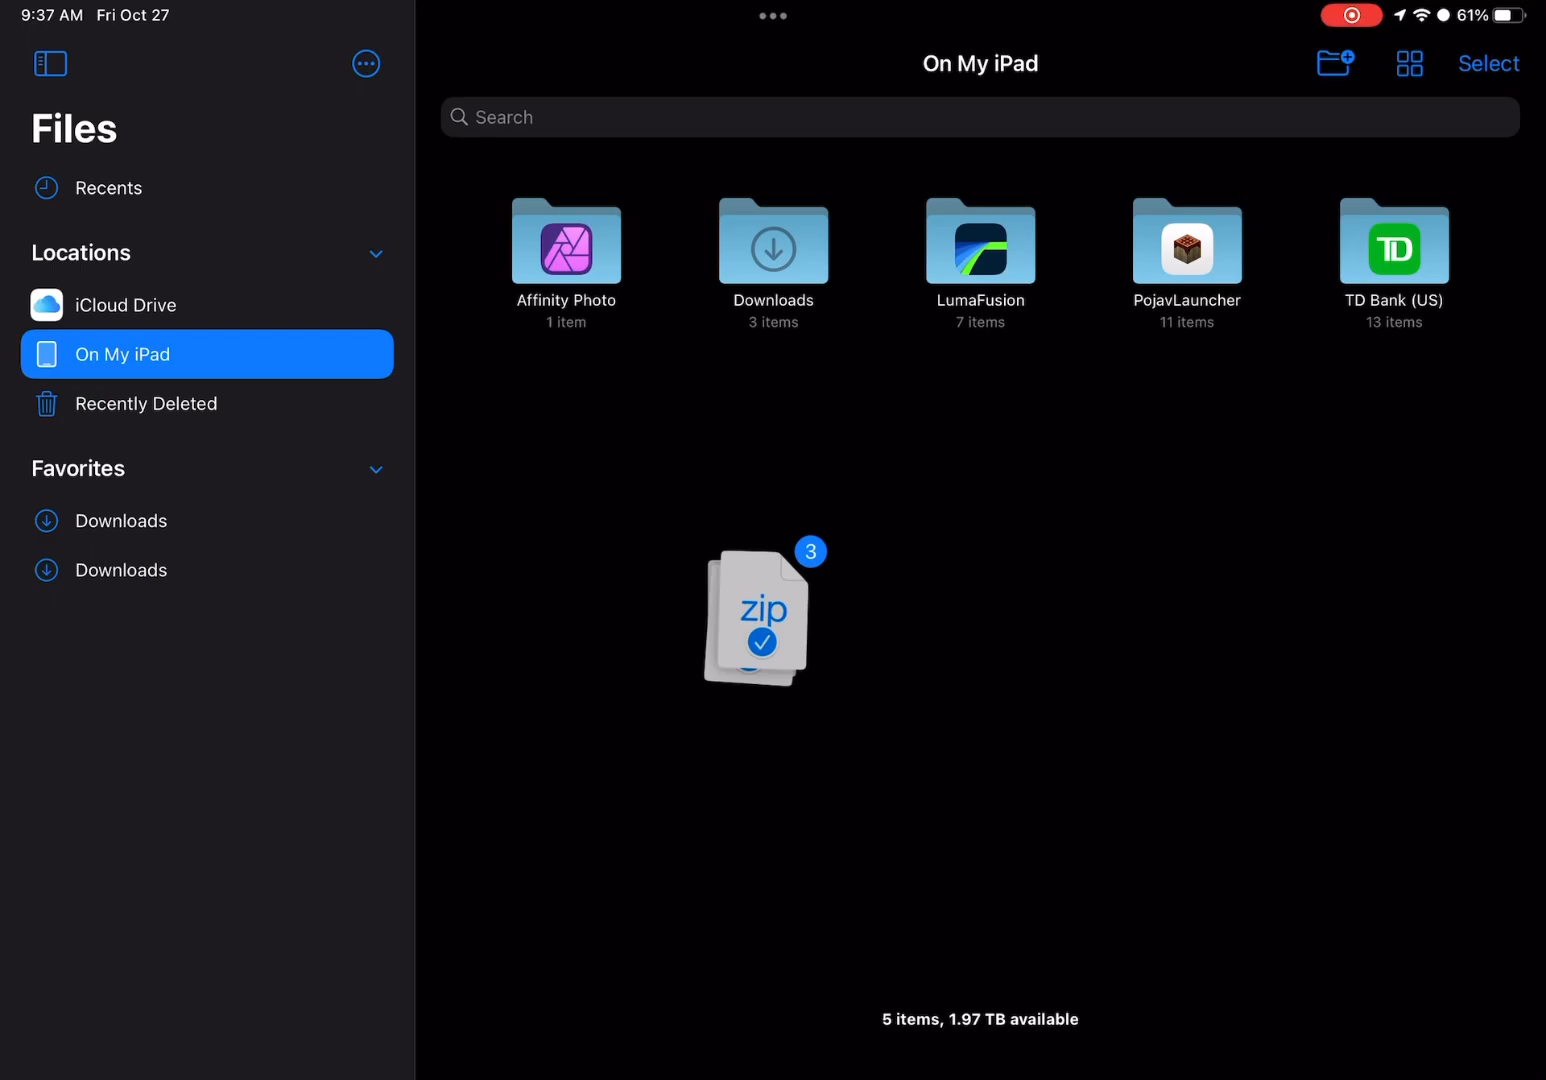 9:37 AM Fri Oct 27
61%
Files
Recents
Locations
iCloud Drive
On My iPad
Recently Deleted
Favorites
Downloads
Downloads
On My iPad
Select
Search
TD
Affinity Photo
1 item
Downloads
3 items
LumaFusion
7 items
PojavLauncher
11 items
TD Bank (US)
13 items
3
zip
5 items, 1.97 TB available